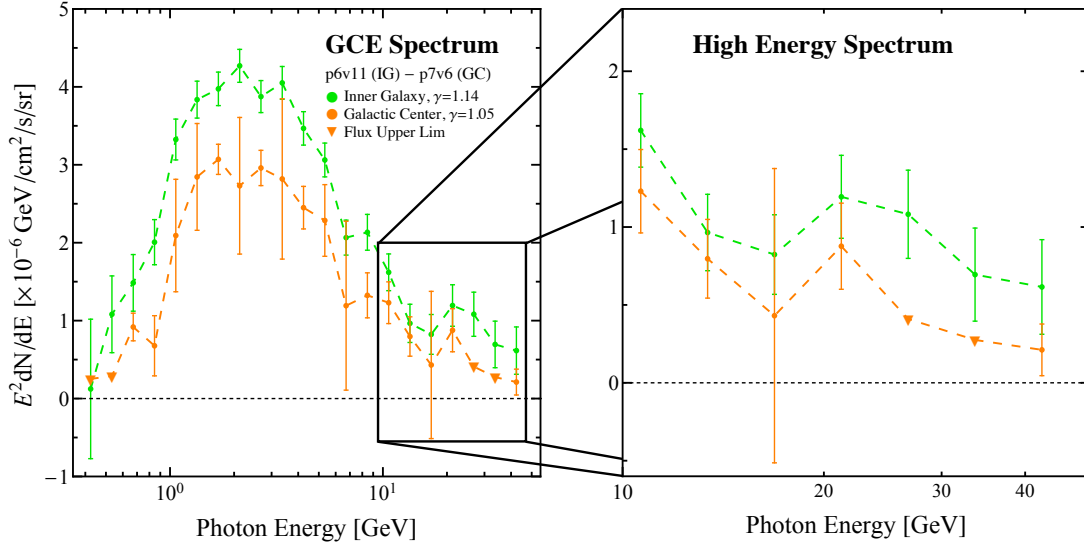 GCE Spectrum
p6v11 (IG) − p7v6 (GC)
Inner Galaxy, γ=1.14
Galactic Center, γ=1.05
Flux Upper Lim
E²dN/dE [×10⁻⁶ GeV/cm²/s/sr]
5
4
3
2
1
0
−1
10⁰
10¹
Photon Energy [GeV]
High Energy Spectrum
2
1
0
10
20
30
40
Photon Energy [GeV]